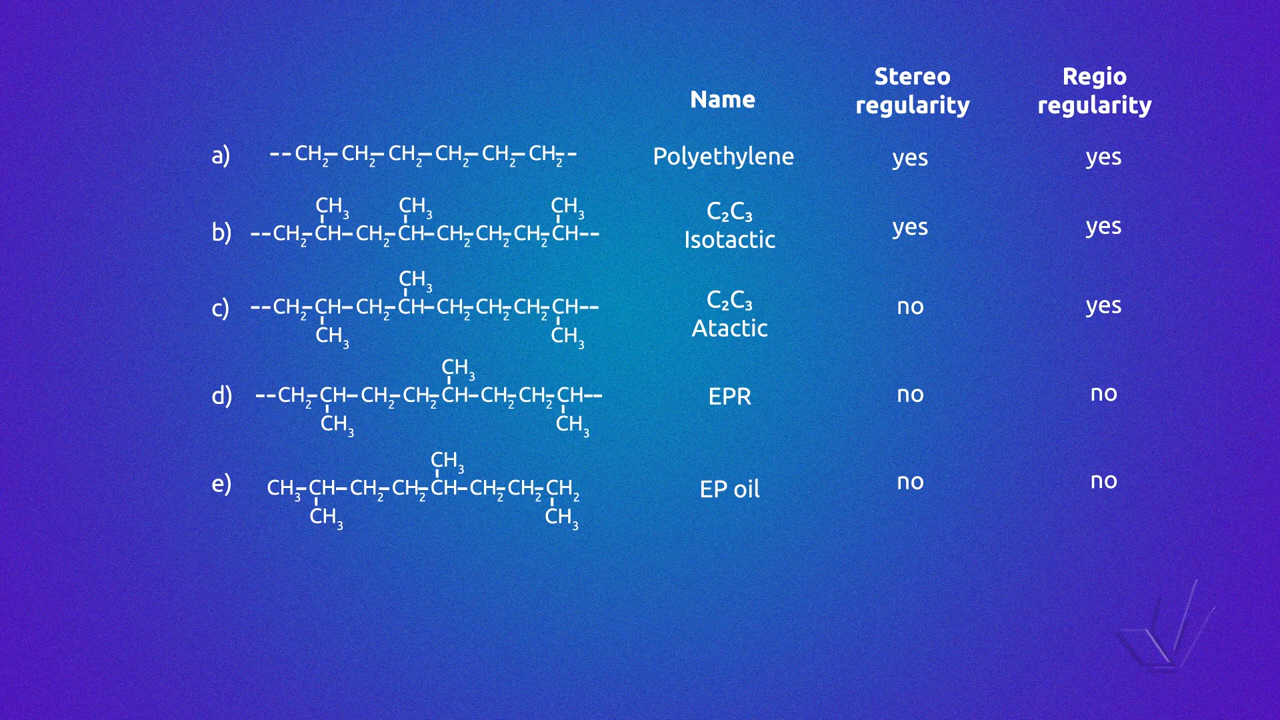 Name Stereo regularity Regio regularity
a) --CH₂–CH₂–CH₂–CH₂–CH₂–CH₂-- Polyethylene yes yes
CH₃ CH₃ CH₃
b) --CH₂–CH–CH₂–CH–CH₂–CH₂–CH₂–CH-- C₂C₃ Isotactic yes yes
CH₃
c) --CH₂–CH–CH₂–CH–CH₂–CH₂–CH₂–CH-- C₂C₃ Atactic no yes
CH₃ CH₃
CH₃
d) --CH₂–CH–CH₂–CH₂–CH–CH₂–CH₂–CH-- EPR no no
CH₃ CH₃
CH₃
e) CH₃–CH–CH₂–CH₂–CH–CH₂–CH₂–CH₂ EP oil no no
CH₃ CH₃